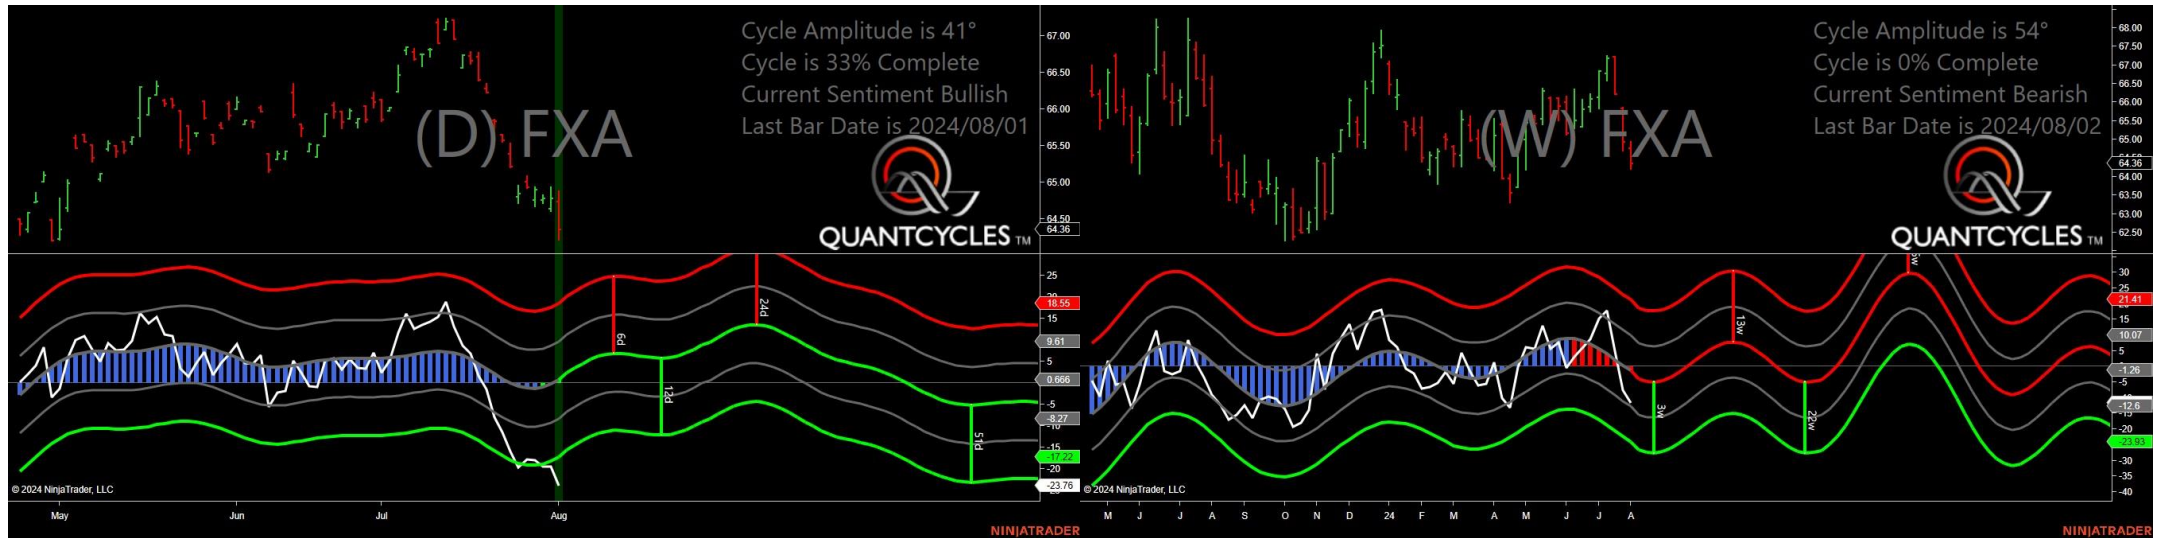 Cycle Amplitude is 41°
Cycle is 33% Complete
Current Sentiment Bullish
Last Bar Date is 2024/08/01
(D) FXA
QUANTCYCLES TM
67.00
66.50
66.00
65.50
65.00
64.50
64.36
25
18.55
15
9.61
5
0.666
-5
-8.27
-10
-15
-17.22
-20
-23.76
6d
24d
12d
51d
© 2024 NinjaTrader, LLC
May Jun Jul Aug
NINJATRADER
Cycle Amplitude is 54°
Cycle is 0% Complete
Current Sentiment Bearish
Last Bar Date is 2024/08/02
(W) FXA
QUANTCYCLES TM
68.00
67.50
67.00
66.50
66.00
65.50
65.00
64.36
64.00
63.50
63.00
62.50
30
25
21.41
15
10.07
5
-1.26
-5
-12.6
-15
-20
-23.93
-30
-35
-40
13w
3w
22w
© 2024 NinjaTrader, LLC
M J J A S O N D 24 F M A M J J A
NINJATRADER